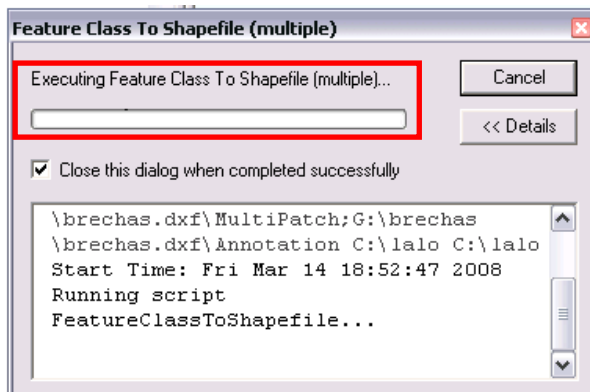 Feature Class To Shapefile (multiple)
Executing Feature Class To Shapefile (multiple)...
Cancel
<< Details
Close this dialog when completed successfully
\brechas.dxf\MultiPatch;G:\brechas
\brechas.dxf\Annotation C:\lalo C:\lalo
Start Time: Fri Mar 14 18:52:47 2008
Running script
FeatureClassToShapefile...